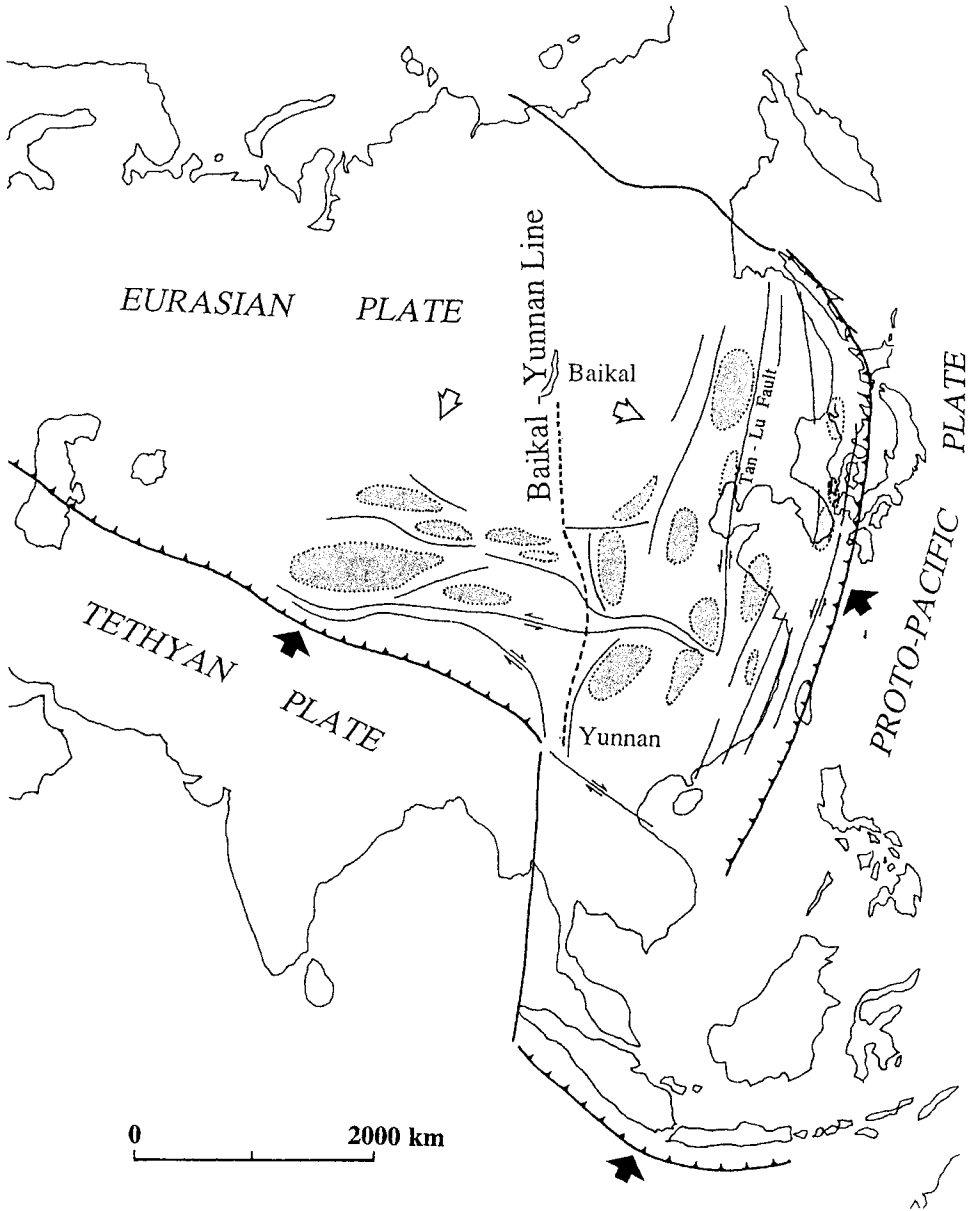 EURASIAN PLATE
Baikal - Yunnan Line
Baikal
Tan - Lu Fault
PROTO-PACIFIC PLATE
TETHYAN PLATE
Yunnan
0 2000 km